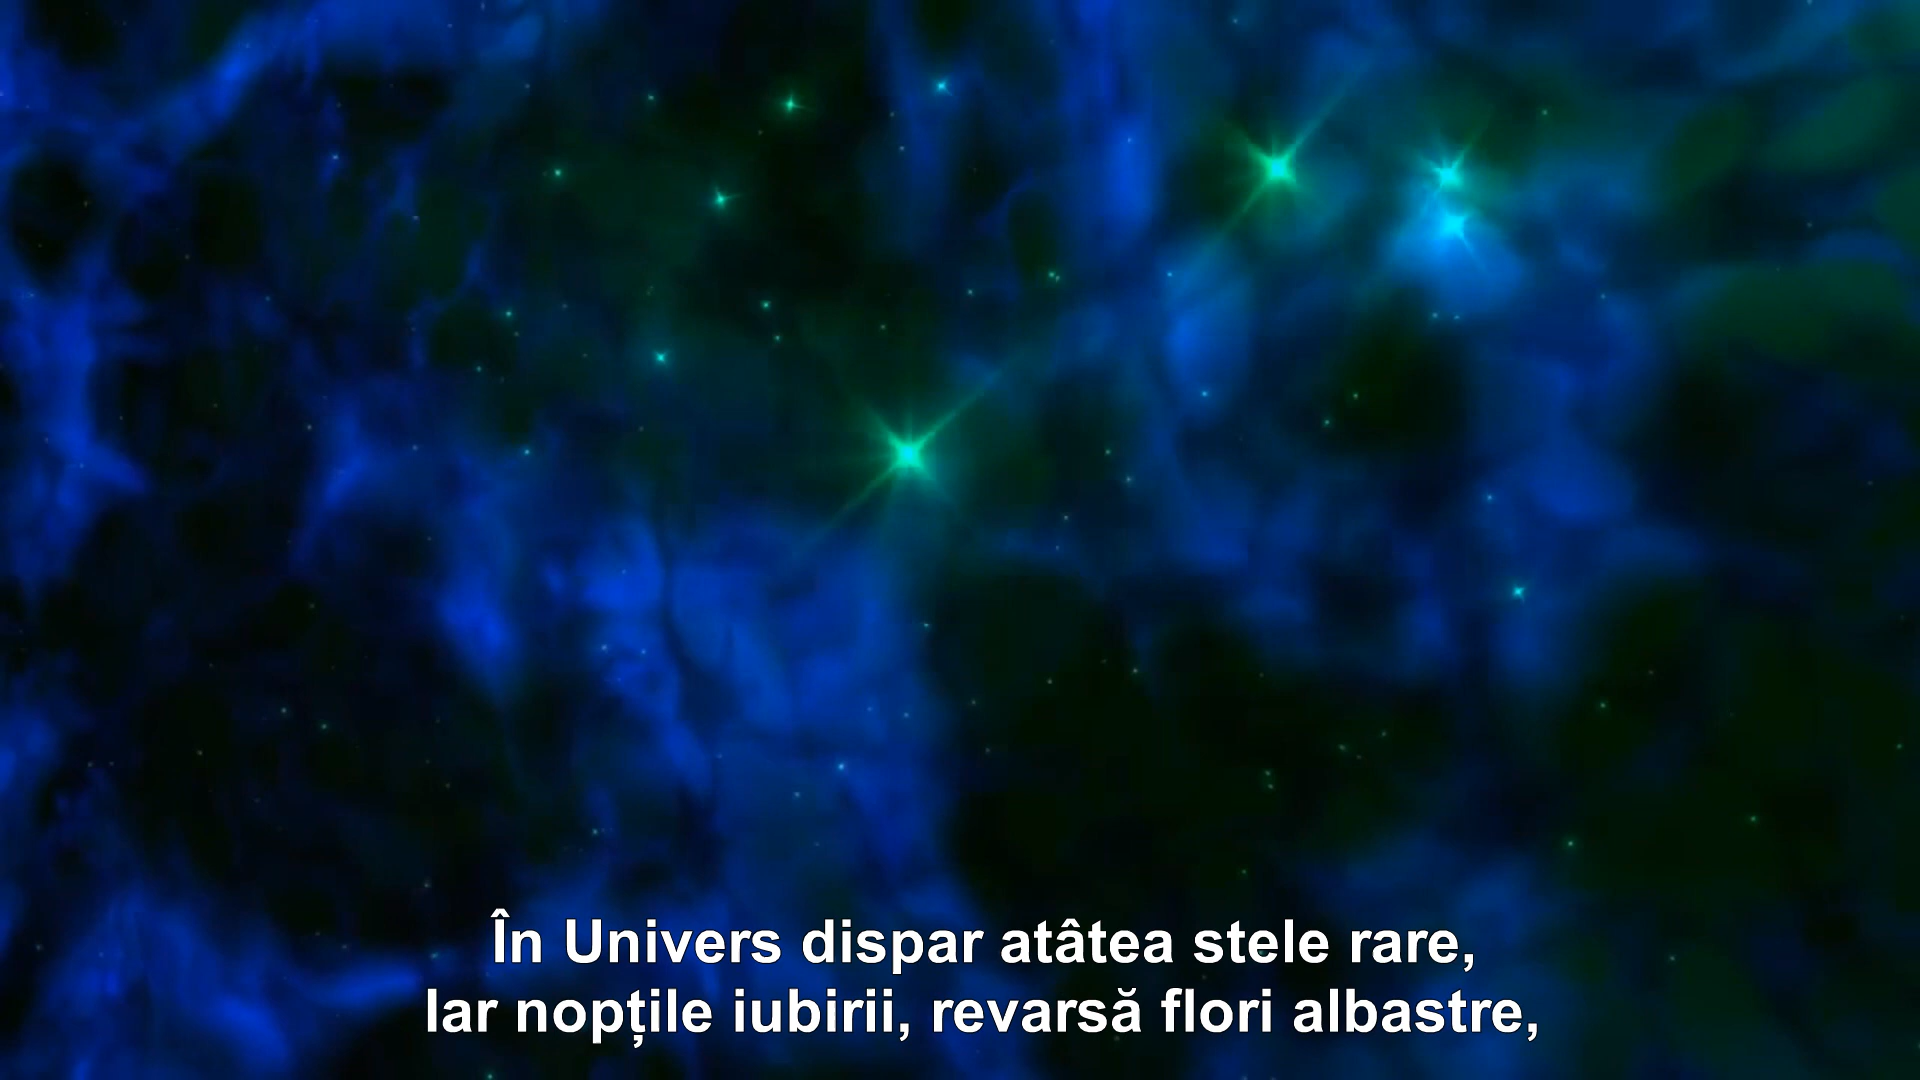 În Univers dispar atâtea stele rare,
Iar nopțile iubirii, revarsă flori albastre,